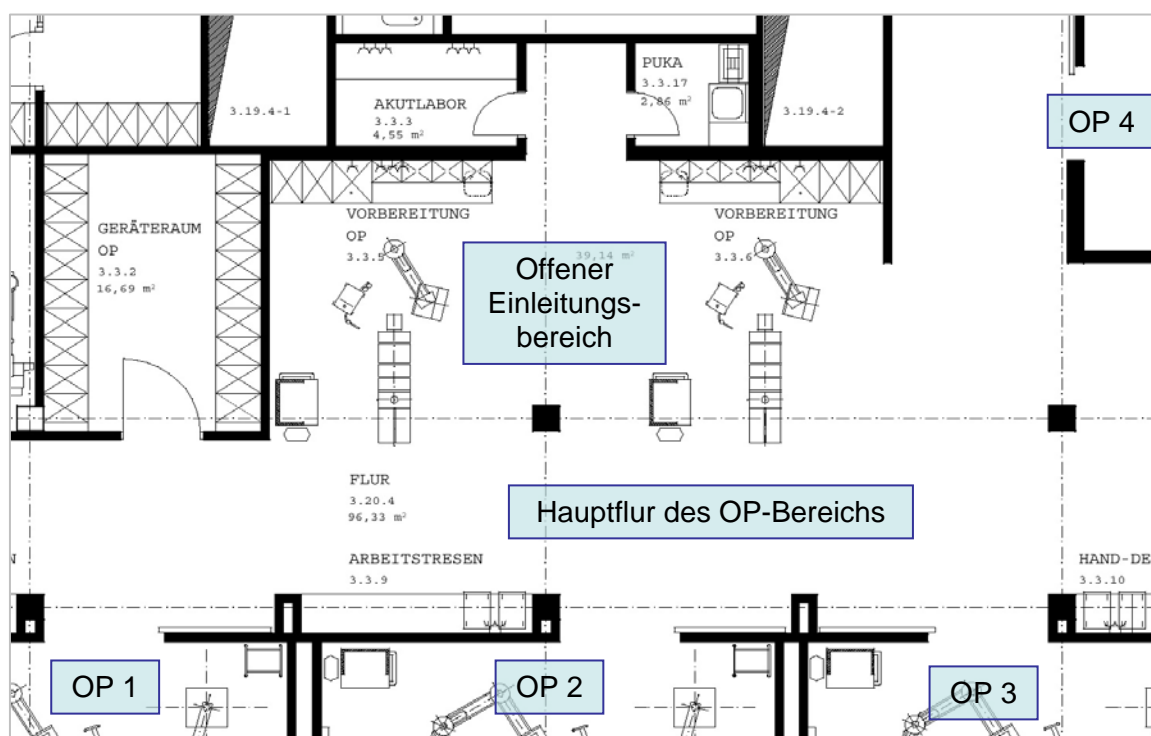 PUKA
3.3.17
2,86 m²
AKUTLABOR
3.3.3
4,55 m²
3.19.4-1
3.19.4-2
OP 4
VORBEREITUNG
OP
3.3.5
VORBEREITUNG
OP
3.3.6
GERÄTERAUM
OP
3.3.2
16,69 m²
39,14 m²
Offener
Einleitungs-
bereich
FLUR
3.20.4
96,33 m²
Hauptflur des OP-Bereichs
N
ARBEITSTRESEN
3.3.9
HAND-DE
3.3.10
OP 1
OP 2
OP 3